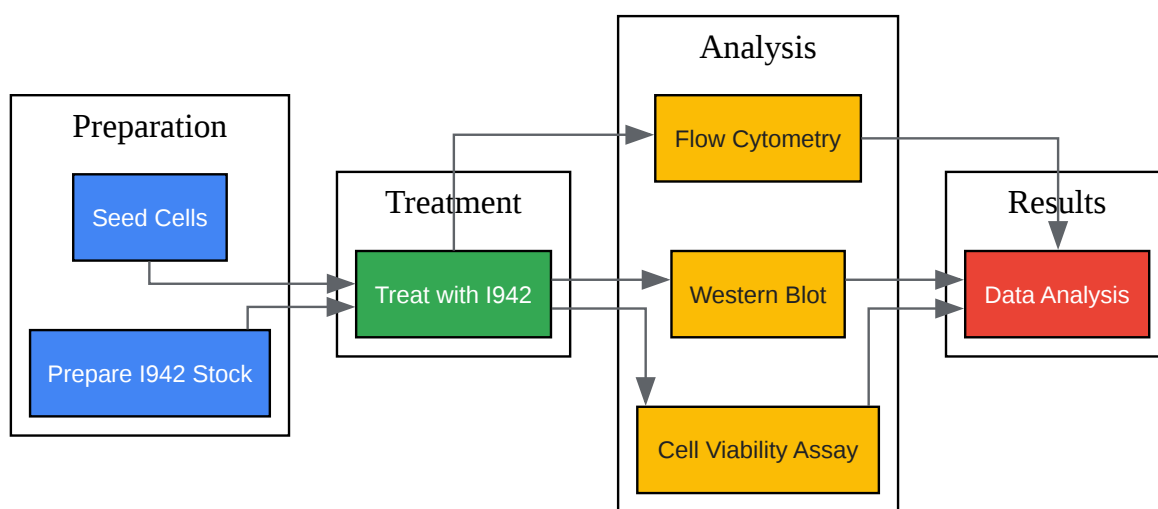 Preparation
Seed Cells
Prepare I942 Stock
Treatment
Treat with I942
Analysis
Flow Cytometry
Western Blot
Cell Viability Assay
Results
Data Analysis